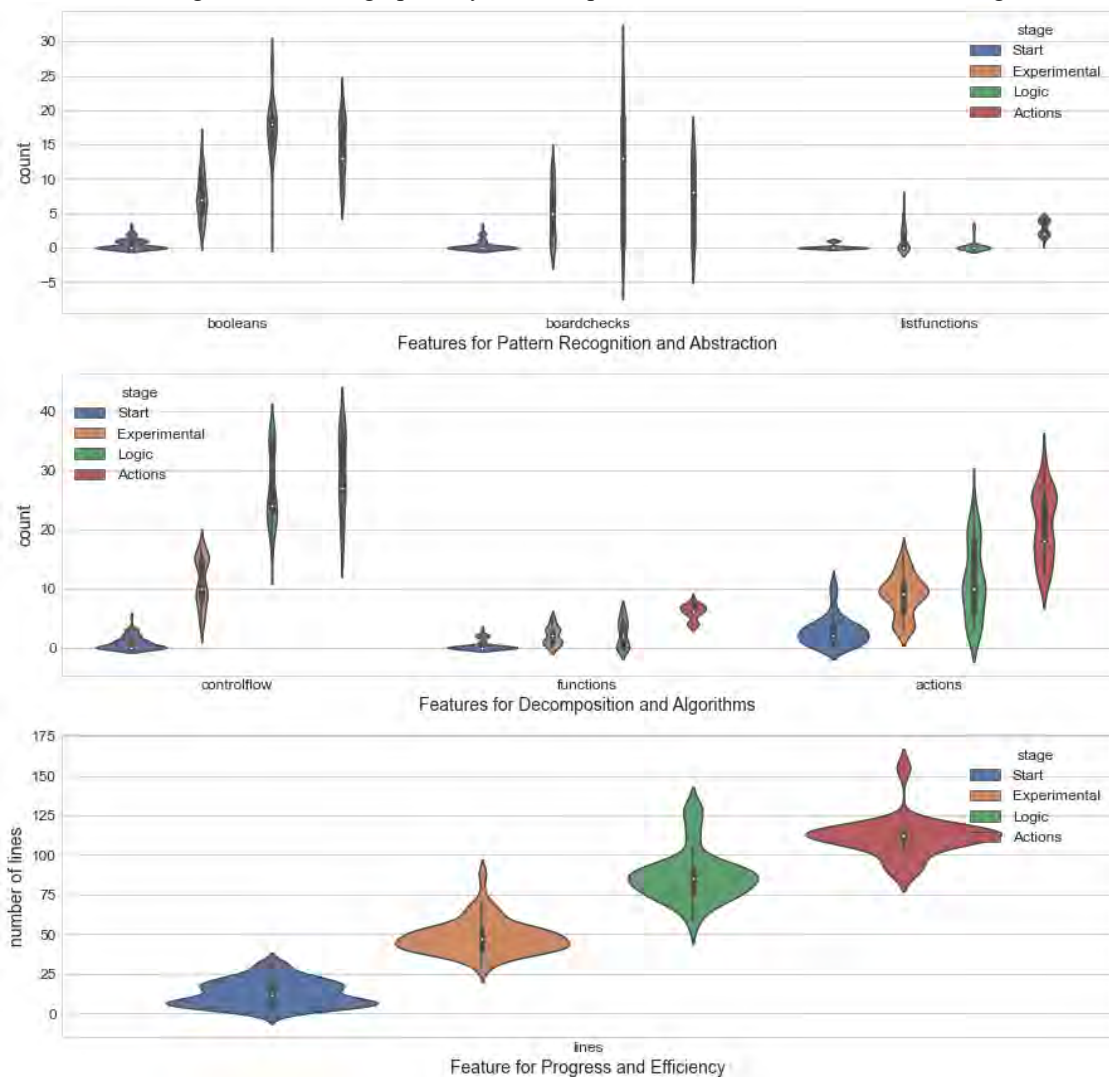 stage
Start
Experimental
Logic
Actions
30
25
20
15
10
5
0
−5
count
booleans boardchecks listfunctions
Features for Pattern Recognition and Abstraction
stage
Start
Experimental
Logic
Actions
40
30
20
10
0
count
controlflow functions actions
Features for Decomposition and Algorithms
stage
Start
Experimental
Logic
Actions
175
150
125
100
75
50
25
0
number of lines
lines
Feature for Progress and Efficiency